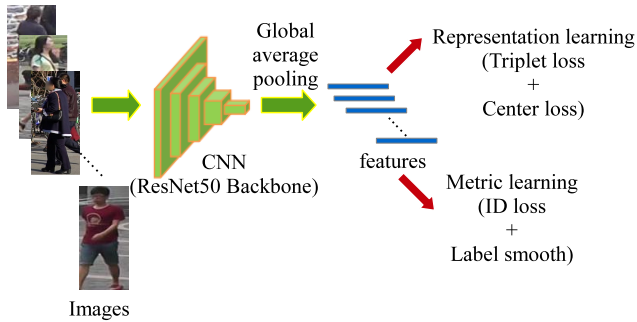 Global
average
pooling
Representation learning
(Triplet loss
+
Center loss)
CNN
(ResNet50 Backbone)
features
Metric learning
(ID loss
+
Label smooth)
Images